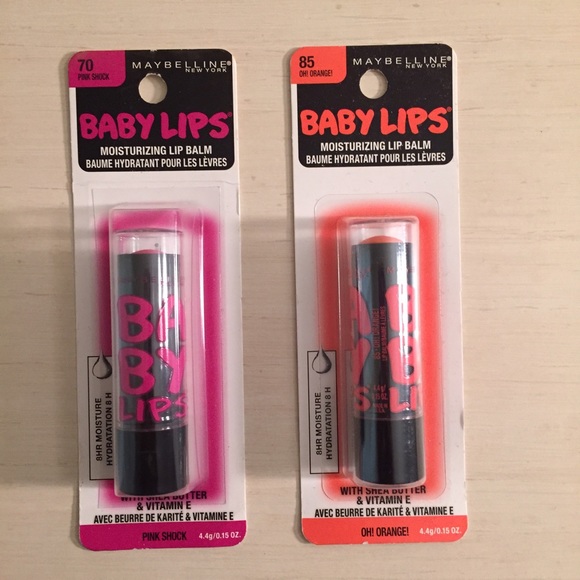 70
PINK SHOCK
MAYBELLINE®
NEW YORK
BABY LIPS®
MOISTURIZING LIP BALM
BAUME HYDRATANT POUR LES LÈVRES
BA
BY
LIPS
8HR MOISTURE
HYDRATATION 8 H
WITH SHEA BUTTER
& VITAMIN E
AVEC BEURRE DE KARITÉ & VITAMINE E
PINK SHOCK
4.4g/0.15 OZ.
85
OH! ORANGE!
MAYBELLINE®
NEW YORK
BABY LIPS®
MOISTURIZING LIP BALM
BAUME HYDRATANT POUR LES LÈVRES
A B
Y B
S LI
8HR MOISTURE
HYDRATATION 8 H
WITH SHEA BUTTER
& VITAMIN E
AVEC BEURRE DE KARITÉ & VITAMINE E
OH! ORANGE!
4.4g/0.15 OZ.